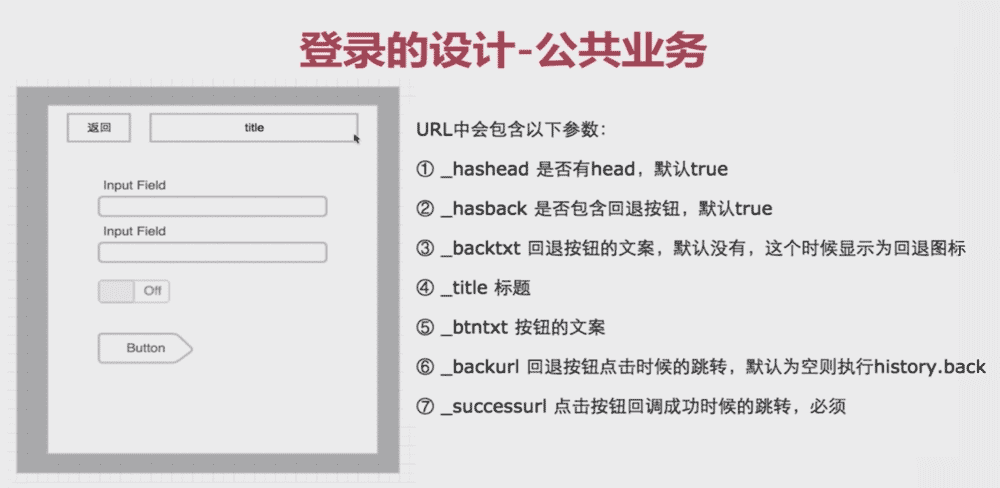 登录的设计-公共业务
返回
title
Input Field
Input Field
Off
Button
URL中会包含以下参数：
① _hashead 是否有head，默认true
② _hasback 是否包含回退按钮，默认true
③ _backtxt 回退按钮的文案，默认没有，这个时候显示为回退图标
④ _title 标题
⑤ _btntxt 按钮的文案
⑥ _backurl 回退按钮点击时候的跳转，默认为空则执行history.back
⑦ _successurl 点击按钮回调成功时候的跳转，必须